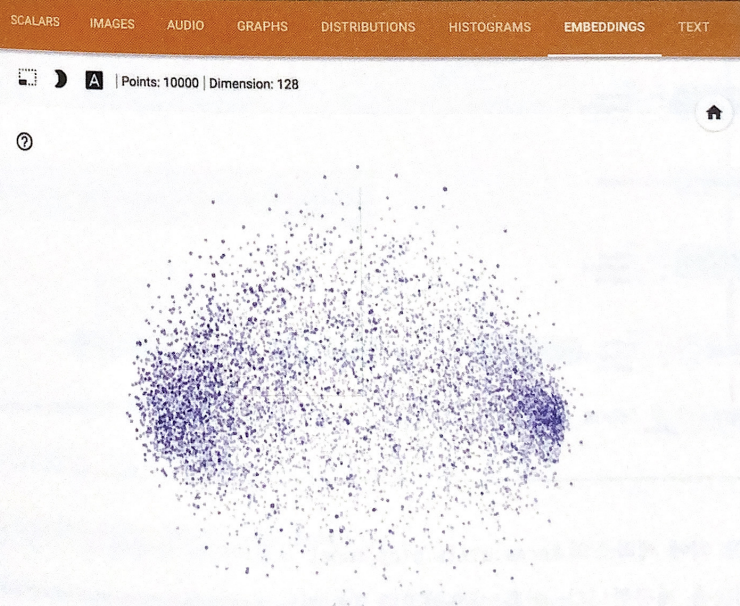 SCALARS IMAGES AUDIO GRAPHS DISTRIBUTIONS HISTOGRAMS EMBEDDINGS TEXT
A | Points: 10000 | Dimension: 128